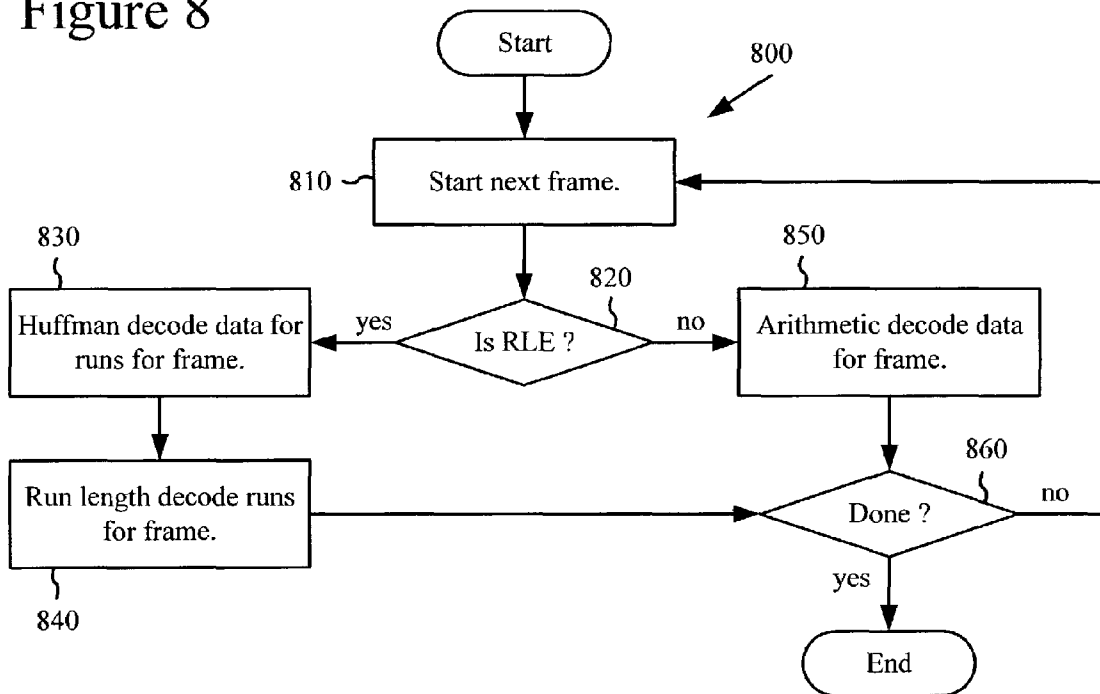 Figure 8
Start
800
810
Start next frame.
830
820
850
Huffman decode data for
runs for frame.
yes
Is RLE ?
no
Arithmetic decode data
for frame.
860
Run length decode runs
for frame.
Done ?
no
840
yes
End